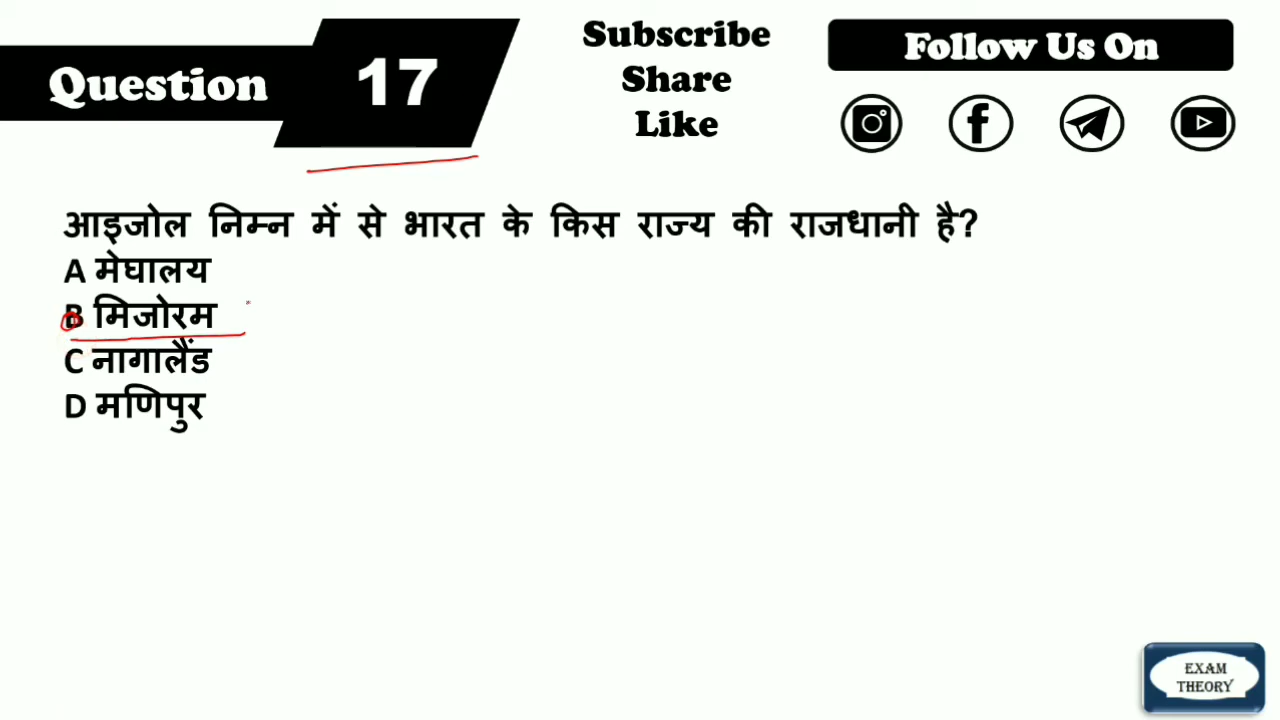 Question 17
Subscribe
Share
Like
Follow Us On
आइजोल निम्न में से भारत के किस राज्य की राजधानी है?
A मेघालय
B मिजोरम
C नागालैंड
D मणिपुर
EXAM
THEORY